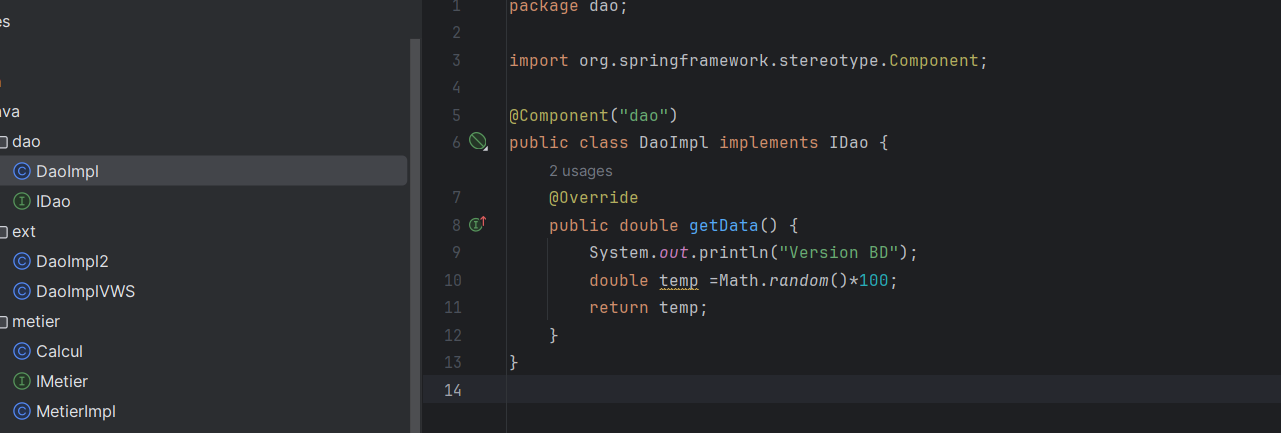 es
ava
dao
DaoImpl
IDao
ext
DaoImpl2
DaoImplVWS
metier
Calcul
IMetier
MetierImpl
1 package dao;
2
3 import org.springframework.stereotype.Component;
4
5 @Component("dao")
6 public class DaoImpl implements IDao {
2 usages
7 @Override
8 public double getData() {
9 System.out.println("Version BD");
10 double temp =Math.random()*100;
11 return temp;
12 }
13 }
14